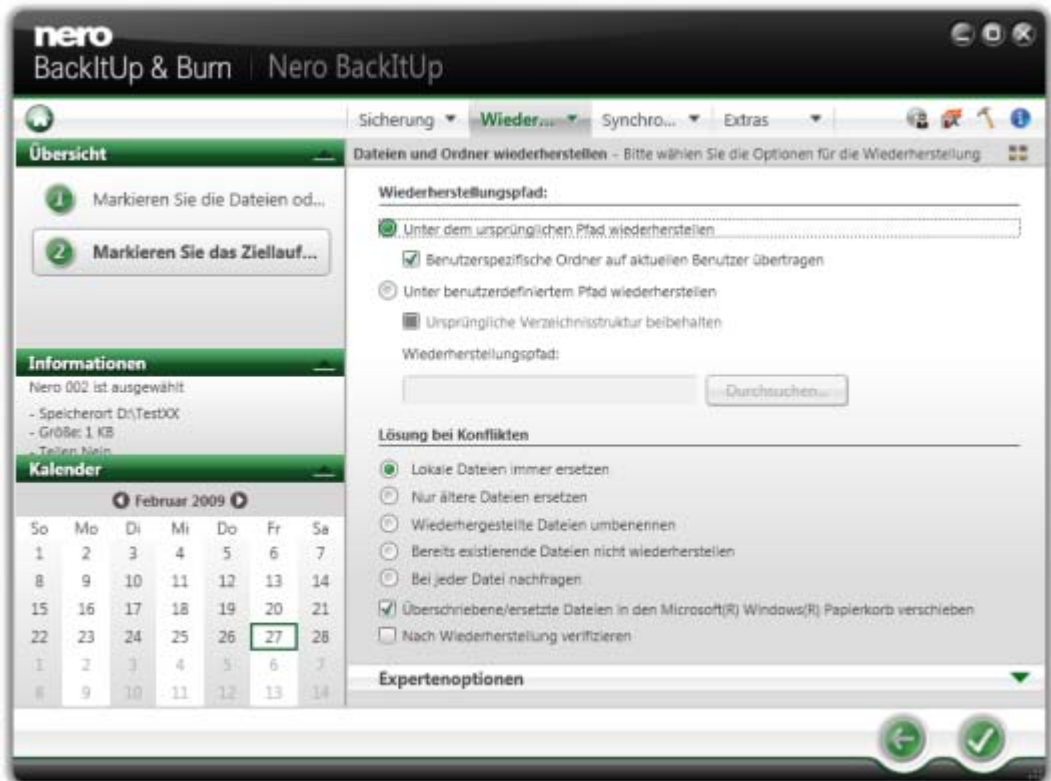 nero
BackItUp & Burn | Nero BackItUp
Sicherung Wieder... Synchro... Extras
Übersicht
Dateien und Ordner wiederherstellen - Bitte wählen Sie die Optionen für die Wiederherstellung
1 Markieren Sie die Dateien od...
2 Markieren Sie das Ziellauf...
Informationen
Nero 002 ist ausgewählt
- Speicherort D:\TestXX
- Größe: 1 KB
- Teilen Nein
Kalender
Februar 2009
So Mo Di Mi Do Fr Sa
1 2 3 4 5 6 7
8 9 10 11 12 13 14
15 16 17 18 19 20 21
22 23 24 25 26 27 28
1 2 3 4 5 6 7
8 9 10 11 12 13 14
Wiederherstellungspfad:
Unter dem ursprünglichen Pfad wiederherstellen
Benutzerspezifische Ordner auf aktuellen Benutzer übertragen
Unter benutzerdefiniertem Pfad wiederherstellen
Ursprüngliche Verzeichnisstruktur beibehalten
Wiederherstellungspfad:
Durchsuchen...
Lösung bei Konflikten
Lokale Dateien immer ersetzen
Nur ältere Dateien ersetzen
Wiederhergestellte Dateien umbenennen
Bereits existierende Dateien nicht wiederherstellen
Bei jeder Datei nachfragen
Überschriebene/ersetzte Dateien in den Microsoft(R) Windows(R) Papierkorb verschieben
Nach Wiederherstellung verifizieren
Expertenoptionen